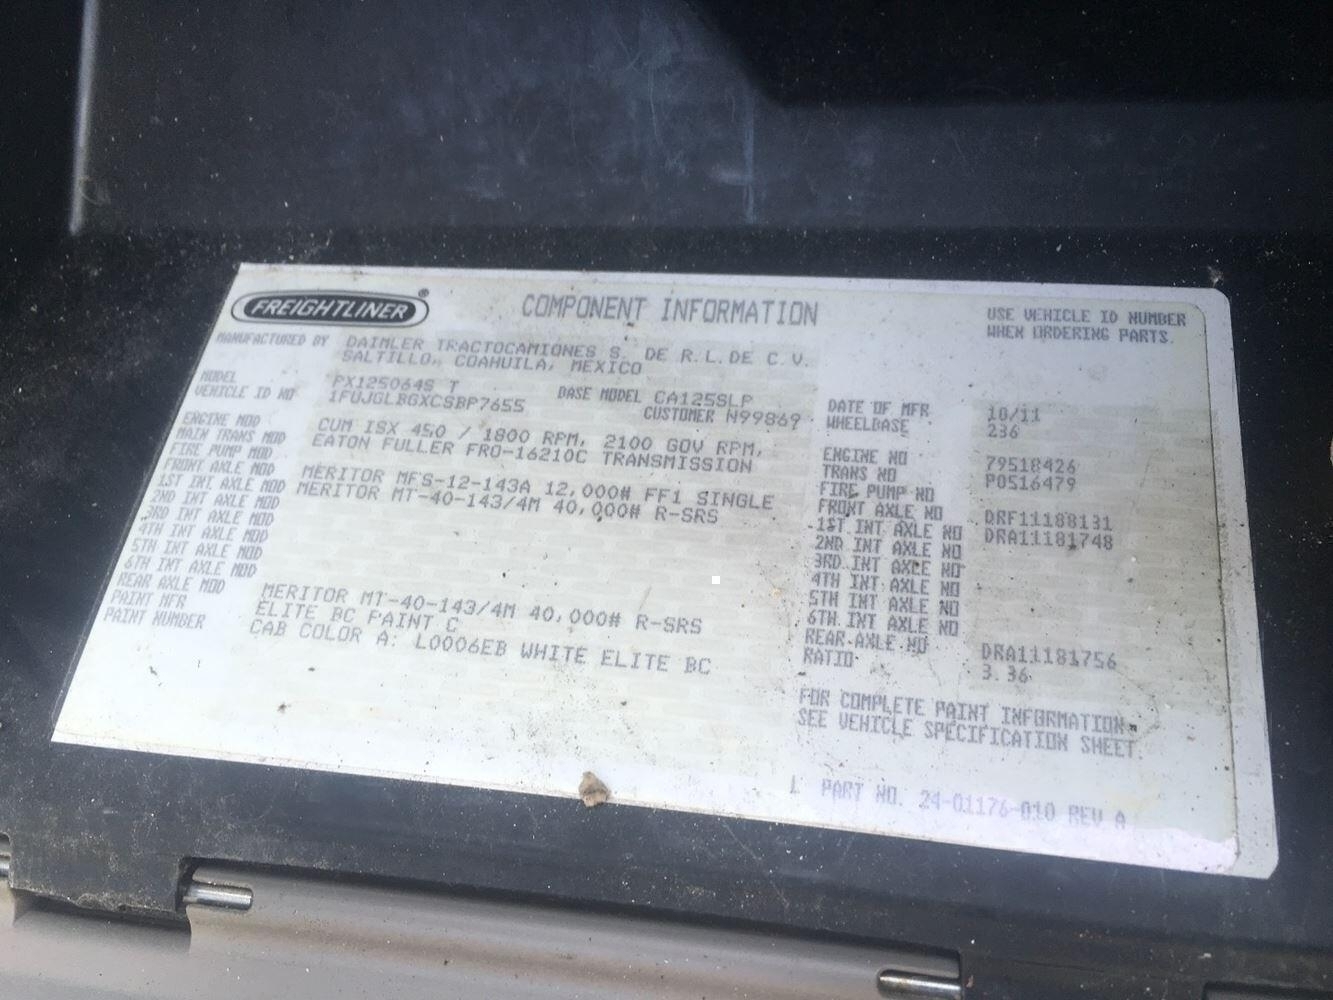 FREIGHTLINER®
COMPONENT INFORMATION
USE VEHICLE ID NUMBER
WHEN ORDERING PARTS.
MANUFACTURED BY DAIMLER TRACTOCAMIONES S. DE R.L.DE C.V.
SALTILLO, COAHUILA, MEXICO
MODEL PX125064S T BASE MODEL CA125SLP
VEHICLE ID NO 1FUJGLBGXCSBP7655 CUSTOMER N99869
ENGINE MOD CUM ISX 450 / 1800 RPM, 2100 GOV RPM,
MAIN TRANS MOD EATON FULLER FRO-16210C TRANSMISSION
FIRE PUMP MOD
FRONT AXLE MOD MERITOR MFS-12-143A 12,000# FF1 SINGLE
1ST INT AXLE MOD MERITOR MT-40-143/4M 40,000# R-SRS
2ND INT AXLE MOD
3RD INT AXLE MOD
4TH INT AXLE MOD
5TH INT AXLE MOD
6TH INT AXLE MOD
REAR AXLE MOD MERITOR MT-40-143/4M 40,000# R-SRS
PAINT MFR ELITE BC PAINT C
PAINT NUMBER CAB COLOR A: L0006EB WHITE ELITE BC
DATE OF MFR 10/11
WHEELBASE 236
ENGINE NO 79518426
TRANS NO P0516479
FIRE PUMP NO
FRONT AXLE NO DRF11188131
1ST INT AXLE NO DRA11181748
2ND INT AXLE NO
3RD INT AXLE NO
4TH INT AXLE NO
5TH INT AXLE NO
6TH INT AXLE NO
REAR AXLE NO DRA11181756
RATIO 3.36
FOR COMPLETE PAINT INFORMATION,
SEE VEHICLE SPECIFICATION SHEET.
PART NO. 24-01176-010 REV A